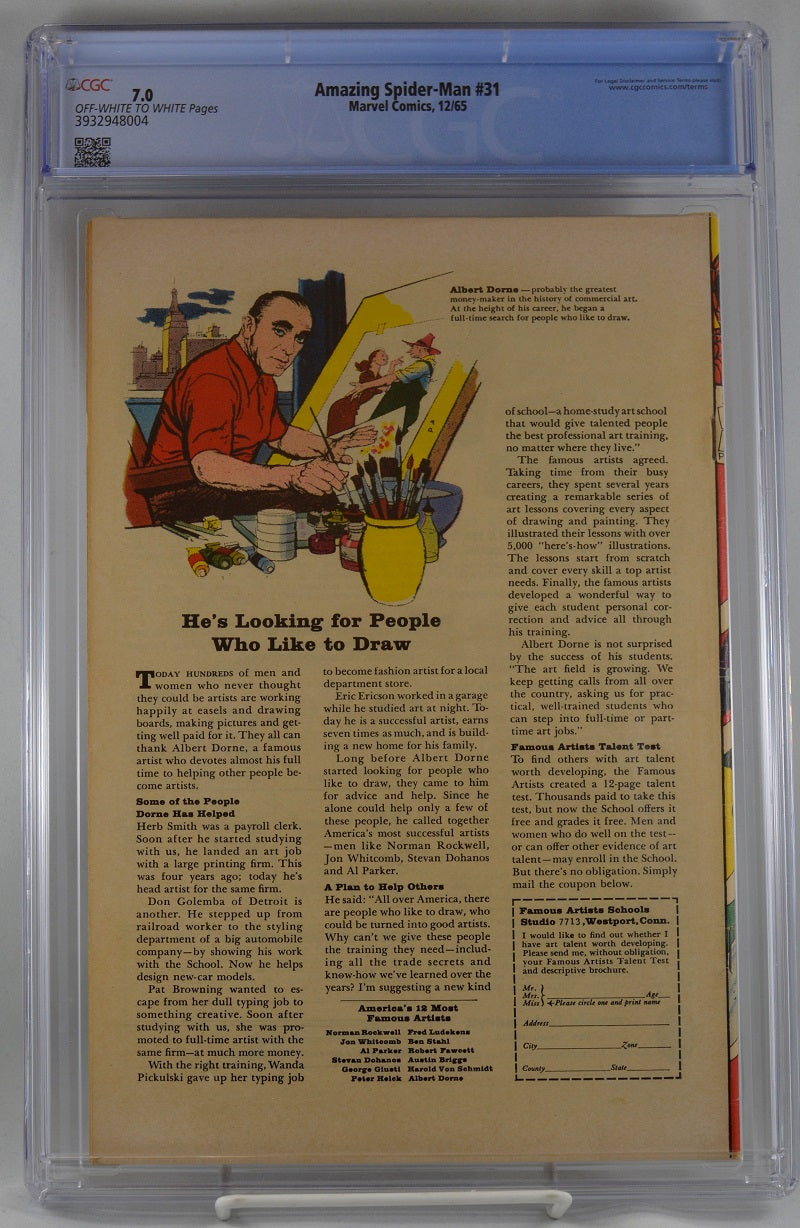 CGC
7.0
OFF-WHITE TO WHITE Pages
3932948004
Amazing Spider-Man #31
Marvel Comics, 12/65
For Legal Disclaimer and Service Terms please visit:
www.cgccomics.com/terms
Albert Dorne — probably the greatest
money-maker in the history of commercial art.
At the height of his career, he began a
full-time search for people who like to draw.
He's Looking for People
Who Like to Draw
TODAY HUNDREDS of men and
women who never thought
they could be artists are working
happily at easels and drawing
boards, making pictures and get-
ting well paid for it. They all can
thank Albert Dorne, a famous
artist who devotes almost his full
time to helping other people be-
come artists.
Some of the People
Dorne Has Helped
Herb Smith was a payroll clerk.
Soon after he started studying
with us, he landed an art job
with a large printing firm. This
was four years ago; today he's
head artist for the same firm.
Don Golemba of Detroit is
another. He stepped up from
railroad worker to the styling
department of a big automobile
company—by showing his work
with the School. Now he helps
design new-car models.
Pat Browning wanted to es-
cape from her dull typing job to
something creative. Soon after
studying with us, she was pro-
moted to full-time artist with the
same firm—at much more money.
With the right training, Wanda
Pickulski gave up her typing job
to become fashion artist for a local
department store.
Eric Ericson worked in a garage
while he studied art at night. To-
day he is a successful artist, earns
seven times as much, and is build-
ing a new home for his family.
Long before Albert Dorne
started looking for people who
like to draw, they came to him
for advice and help. Since he
alone could help only a few of
these people, he called together
America's most successful artists
—men like Norman Rockwell,
Jon Whitcomb, Stevan Dohanos
and Al Parker.
A Plan to Help Others
He said: "All over America, there
are people who like to draw, who
could be turned into good artists.
Why can't we give these people
the training they need—includ-
ing all the trade secrets and
know-how we've learned over the
years? I'm suggesting a new kind
America's 12 Most
Famous Artists
Norman Rockwell Fred Ludekens
Jon Whitcomb Ben Stahl
Al Parker Robert Fawcett
Stevan Dohanos Austin Briggs
George Giusti Harold Von Schmidt
Peter Helck Albert Dorne
of school—a home-study art school
that would give talented people
the best professional art training,
no matter where they live."
The famous artists agreed.
Taking time from their busy
careers, they spent several years
creating a remarkable series of
art lessons covering every aspect
of drawing and painting. They
illustrated their lessons with over
5,000 "here's-how" illustrations.
The lessons start from scratch
and cover every skill a top artist
needs. Finally, the famous artists
developed a wonderful way to
give each student personal cor-
rection and advice all through
his training.
Albert Dorne is not surprised
by the success of his students.
"The art field is growing. We
keep getting calls from all over
the country, asking us for prac-
tical, well-trained students who
can step into full-time or part-
time art jobs."
Famous Artists Talent Test
To find others with art talent
worth developing, the Famous
Artists created a 12-page talent
test. Thousands paid to take this
test, but now the School offers it
free and grades it free. Men and
women who do well on the test—
or can offer other evidence of art
talent—may enroll in the School.
But there's no obligation. Simply
mail the coupon below.
Famous Artists Schools
Studio 7713, Westport, Conn.
I would like to find out whether I
have art talent worth developing.
Please send me, without obligation,
your Famous Artists Talent Test
and descriptive brochure.
Mr.
Mrs. Age
Miss Please circle one and print name
Address
City Zone
County State